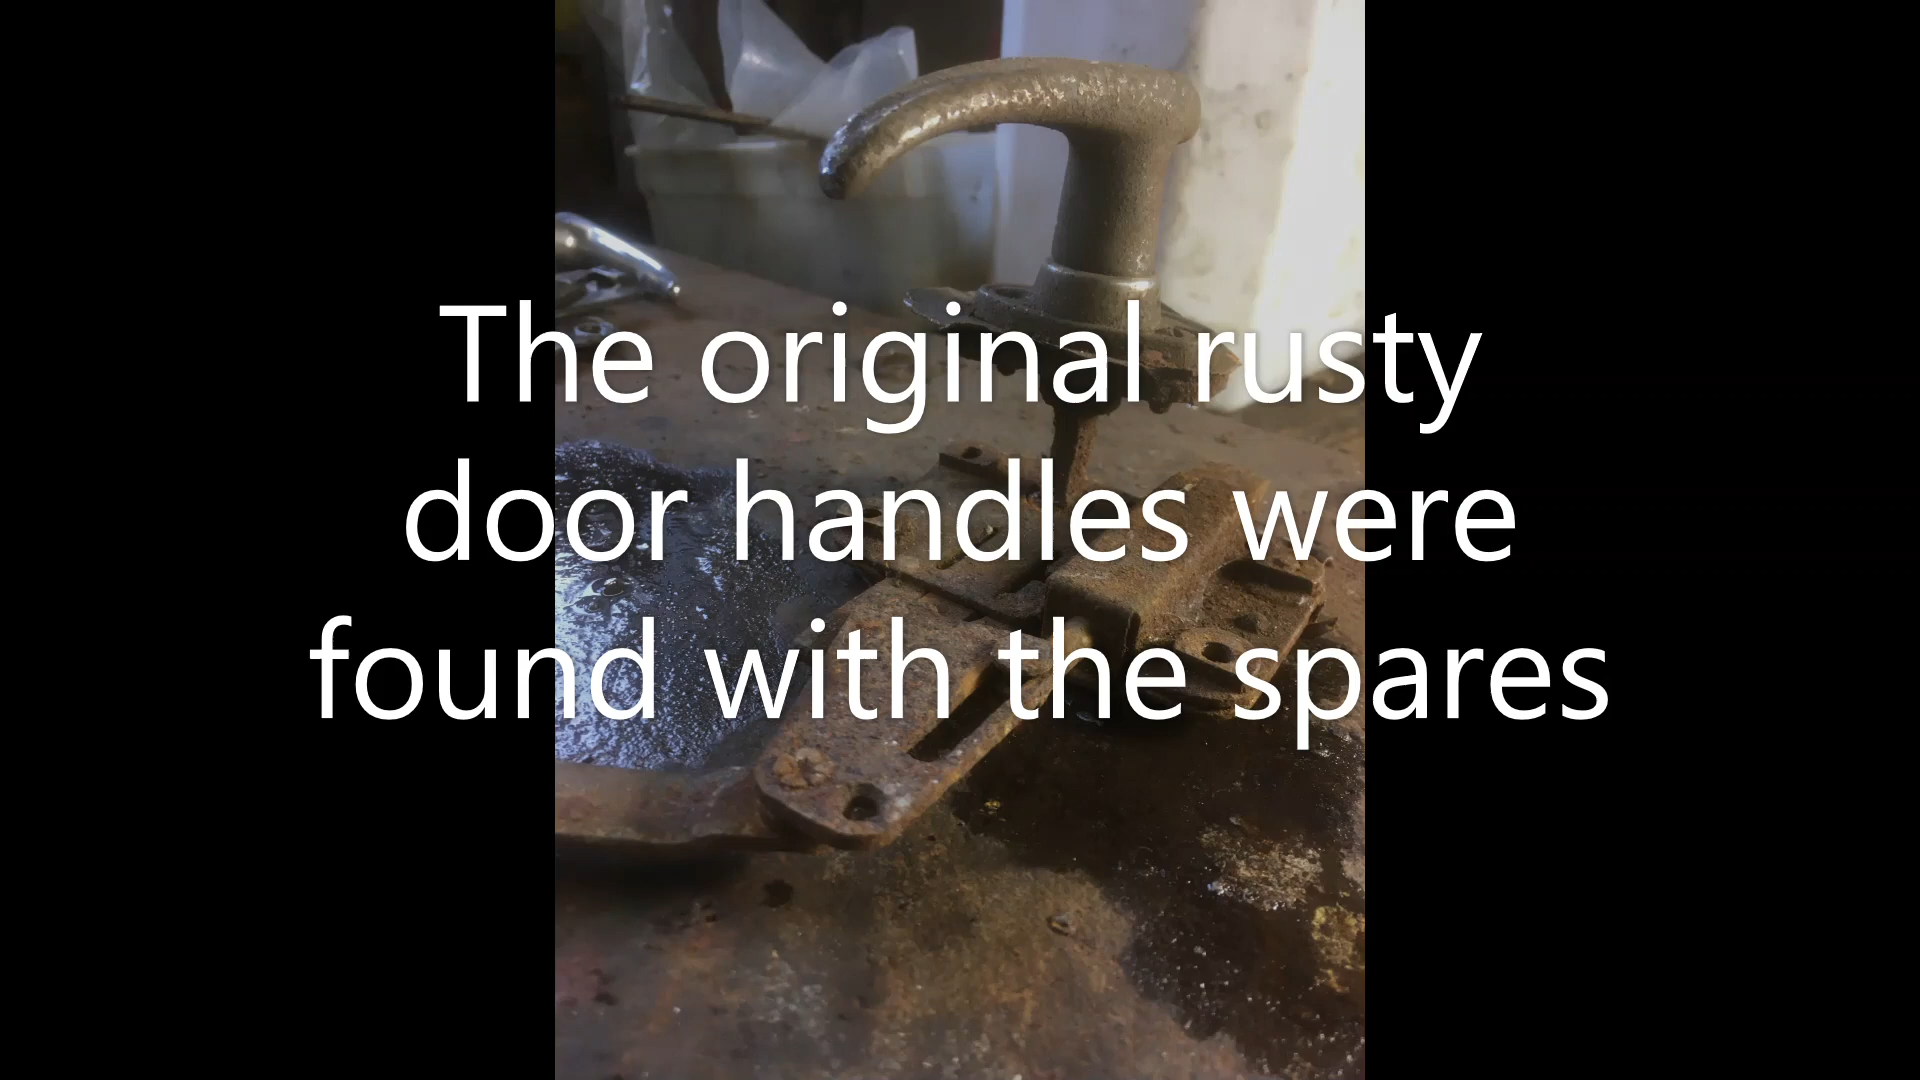 The original rusty
door handles were
found with the spares